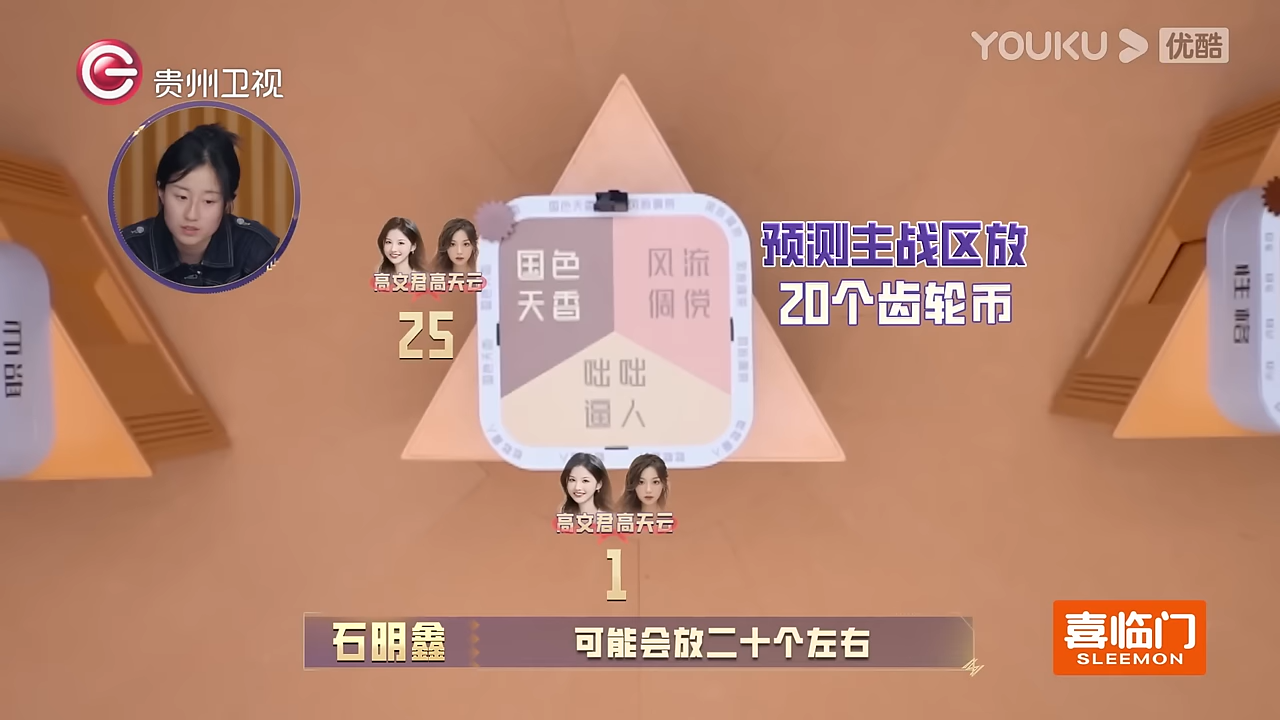 YOUKU 优酷
贵州卫视
预测主战区放
20个齿轮币
高文君高天云
25
国色
天香
风流
倜傥
咄咄
逼人
高文君高天云
1
石明鑫 可能会放二十个左右
喜临门
SLEEMON